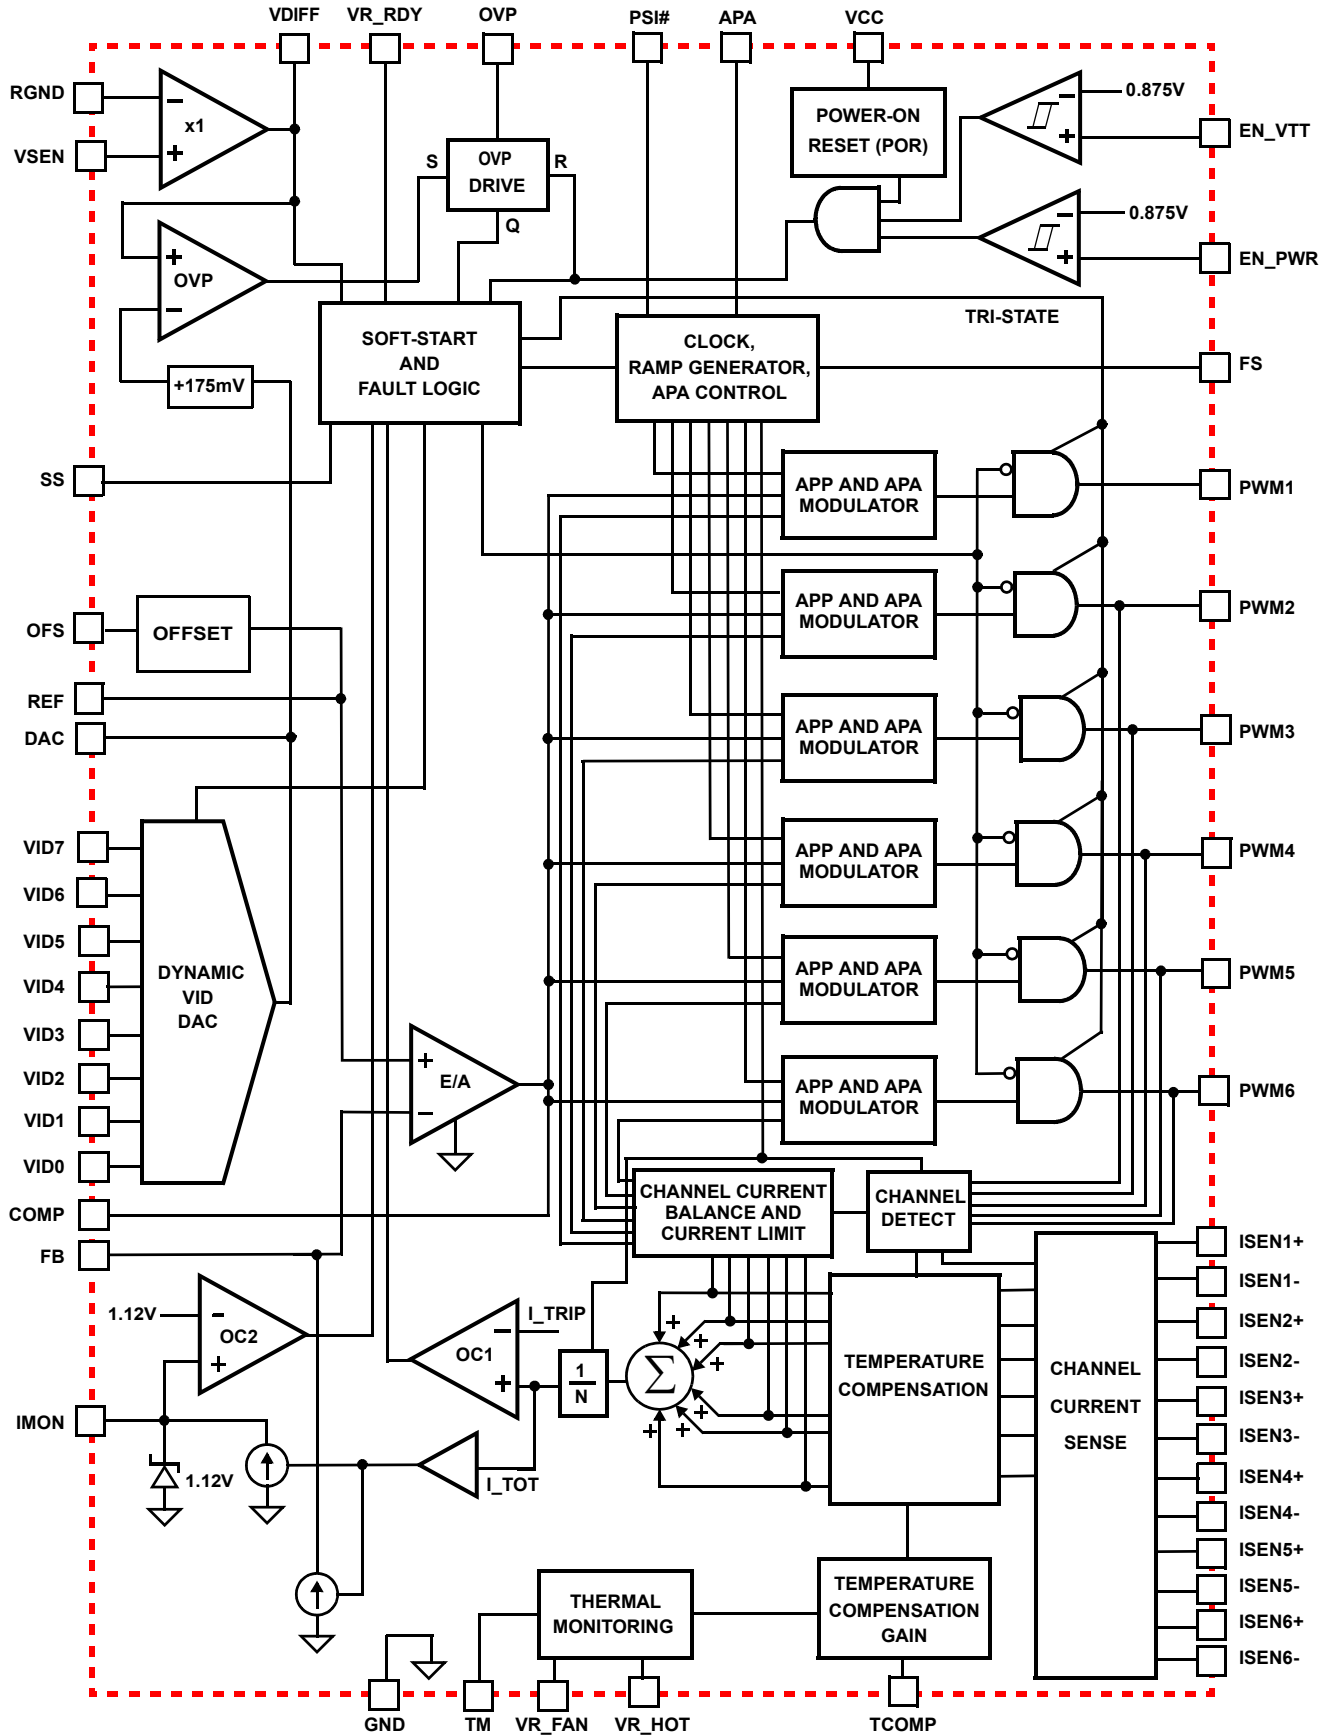 VDIFF
VR_RDY
OVP
PSI#
APA
VCC
RGND
VSEN
−
x1
+
S
OVP
DRIVE
R
Q
POWER-ON
RESET (POR)
−
0.875V
+
EN_VTT
−
0.875V
+
EN_PWR
+
OVP
−
+175mV
SOFT-START
AND
FAULT LOGIC
CLOCK,
RAMP GENERATOR,
APA CONTROL
TRI-STATE
FS
SS
APP AND APA
MODULATOR
PWM1
OFS
OFFSET
APP AND APA
MODULATOR
PWM2
REF
DAC
APP AND APA
MODULATOR
PWM3
VID7
VID6
VID5
VID4
VID3
VID2
VID1
VID0
DYNAMIC
VID
DAC
APP AND APA
MODULATOR
PWM4
APP AND APA
MODULATOR
PWM5
+
E/A
−
APP AND APA
MODULATOR
PWM6
COMP
FB
CHANNEL CURRENT
BALANCE AND
CURRENT LIMIT
CHANNEL
DETECT
1.12V
−
OC2
+
I_TRIP
−
OC1
+
1
N
Σ
+
+
+
+
+
+
TEMPERATURE
COMPENSATION
CHANNEL
CURRENT
SENSE
ISEN1+
ISEN1-
ISEN2+
ISEN2-
ISEN3+
ISEN3-
ISEN4+
ISEN4-
ISEN5+
ISEN5-
ISEN6+
ISEN6-
IMON
1.12V
I_TOT
THERMAL
MONITORING
TEMPERATURE
COMPENSATION
GAIN
GND
TM
VR_FAN
VR_HOT
TCOMP